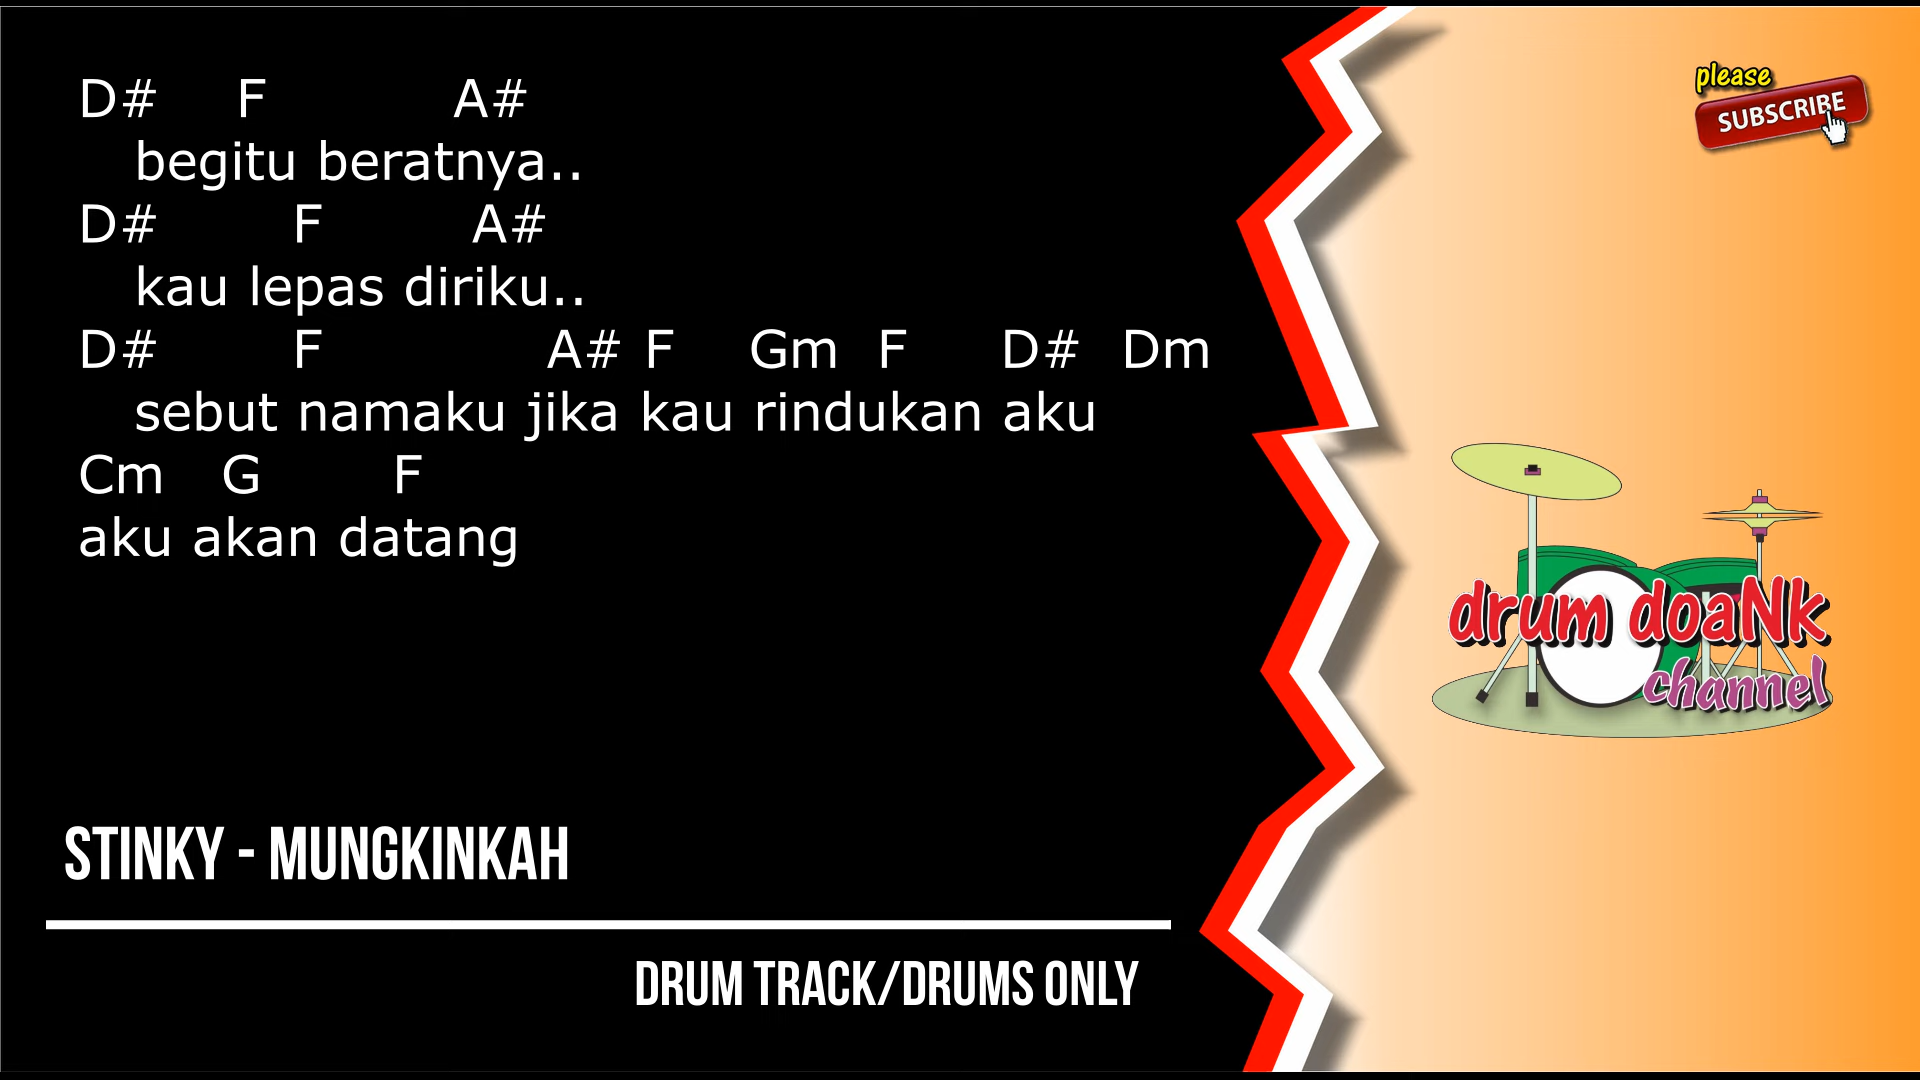 D# F A#
begitu beratnya..
D# F A#
kau lepas diriku..
D# F A# F Gm F D# Dm
sebut namaku jika kau rindukan aku
Cm G F
aku akan datang
STINKY - MUNGKINKAH
DRUM TRACK/DRUMS ONLY
please
SUBSCRIBE
drum doaNk
channel